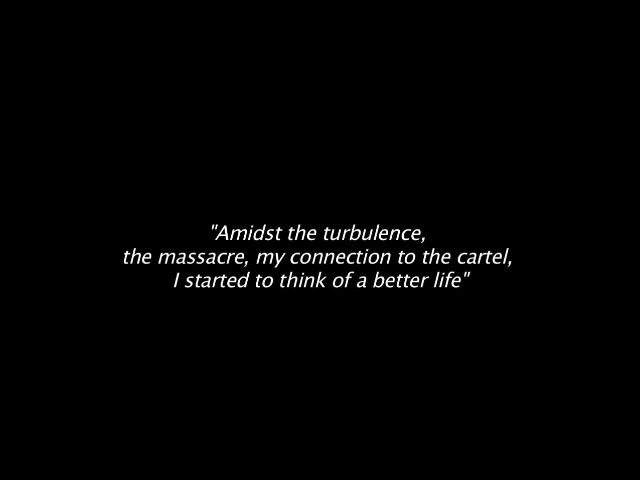 "Amidst the turbulence,
the massacre, my connection to the cartel,
I started to think of a better life"